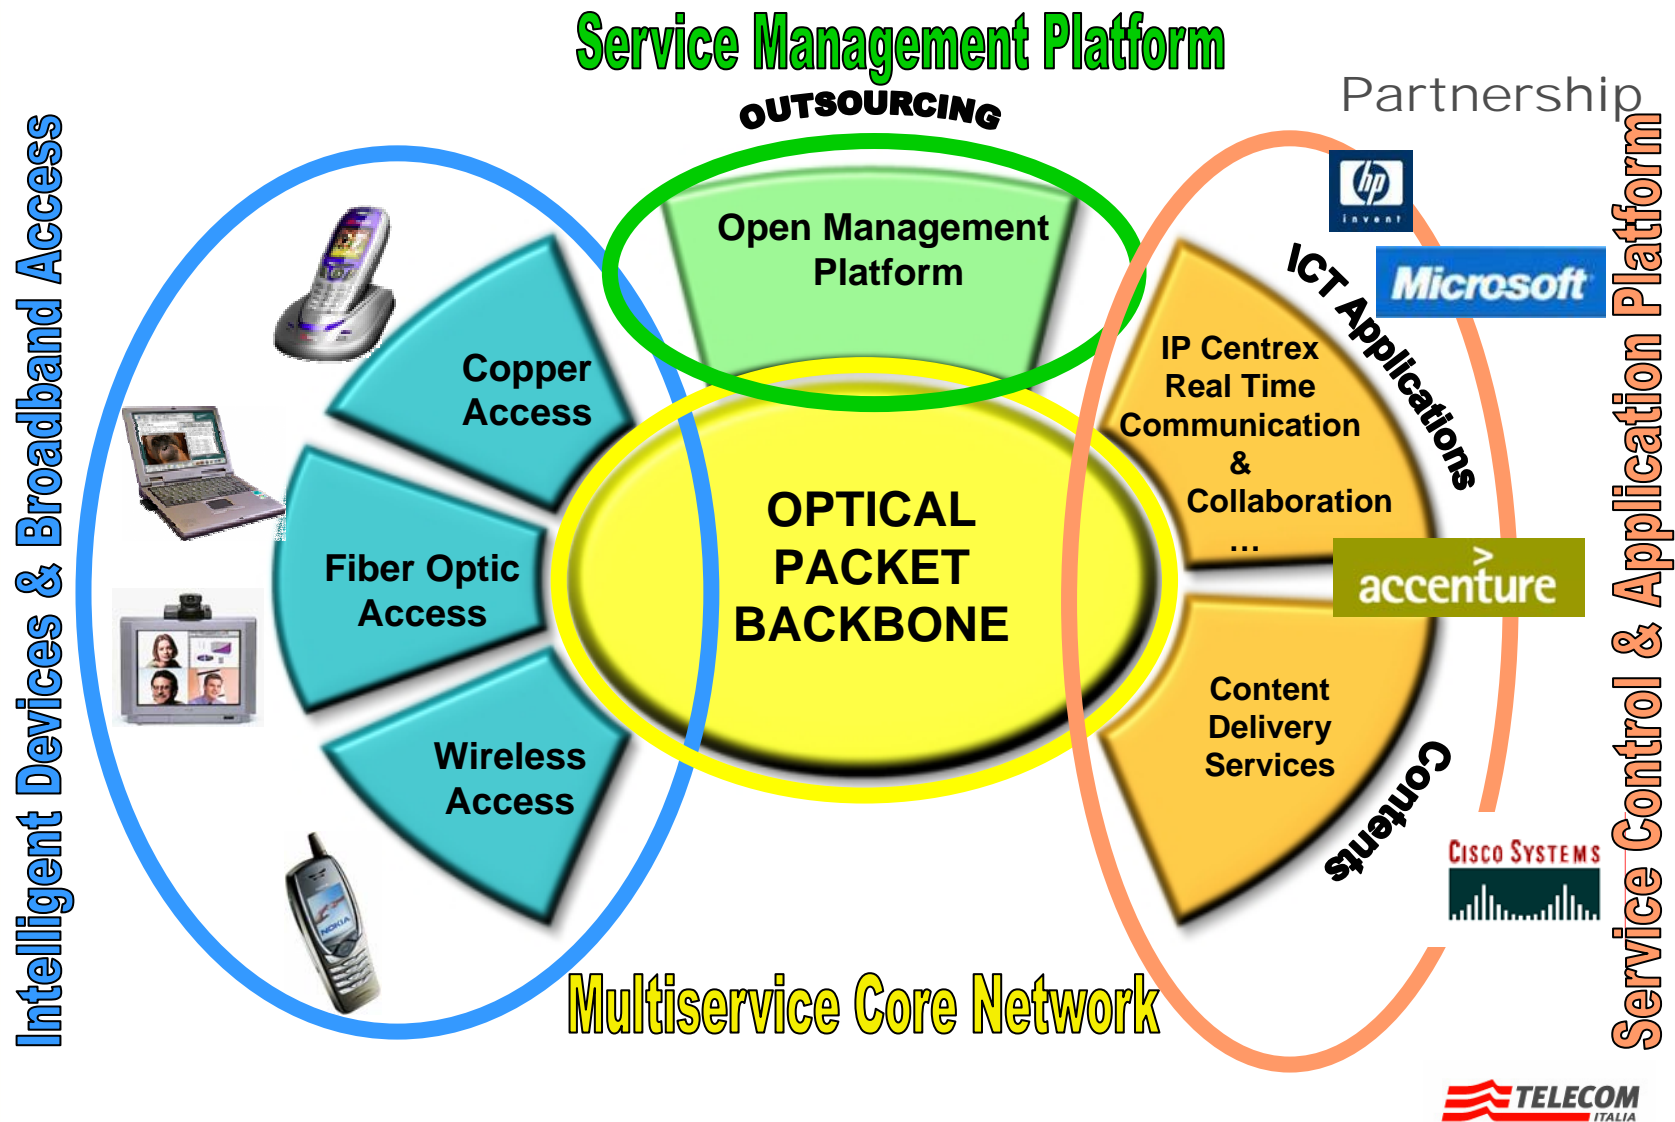 Service Management Platform
OUTSOURCING
Partnership
Intelligent Devices & Broadband Access
Service Control & Application Platform
hp
invent
Microsoft
ICT Applications
Open Management
Platform
Copper
Access
IP Centrex
Real Time
Communication
&
Collaboration
...
Fiber Optic
Access
OPTICAL
PACKET
BACKBONE
>
accenture
Wireless
Access
Content
Delivery
Services
Contents
CISCO SYSTEMS
NOKIA
Multiservice Core Network
TELECOM
ITALIA